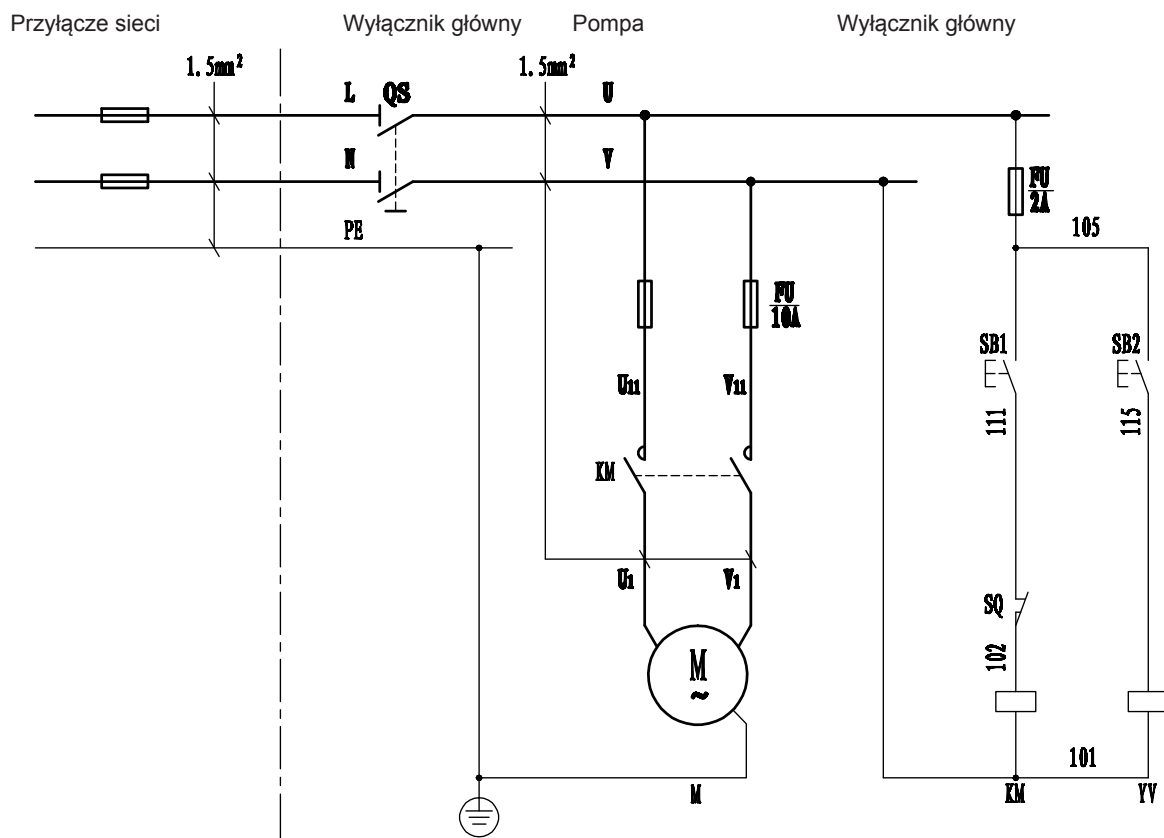 Przyłącze sieci
Wyłącznik główny
Pompa
Wyłącznik główny
1.5mm²
1.5mm²
L
QS
U
N
V
FU
2A
PE
105
FU
10A
SB1
SB2
U11
V11
111
115
KM
U1
V1
SQ
M
~
102
101
M
KM
YV